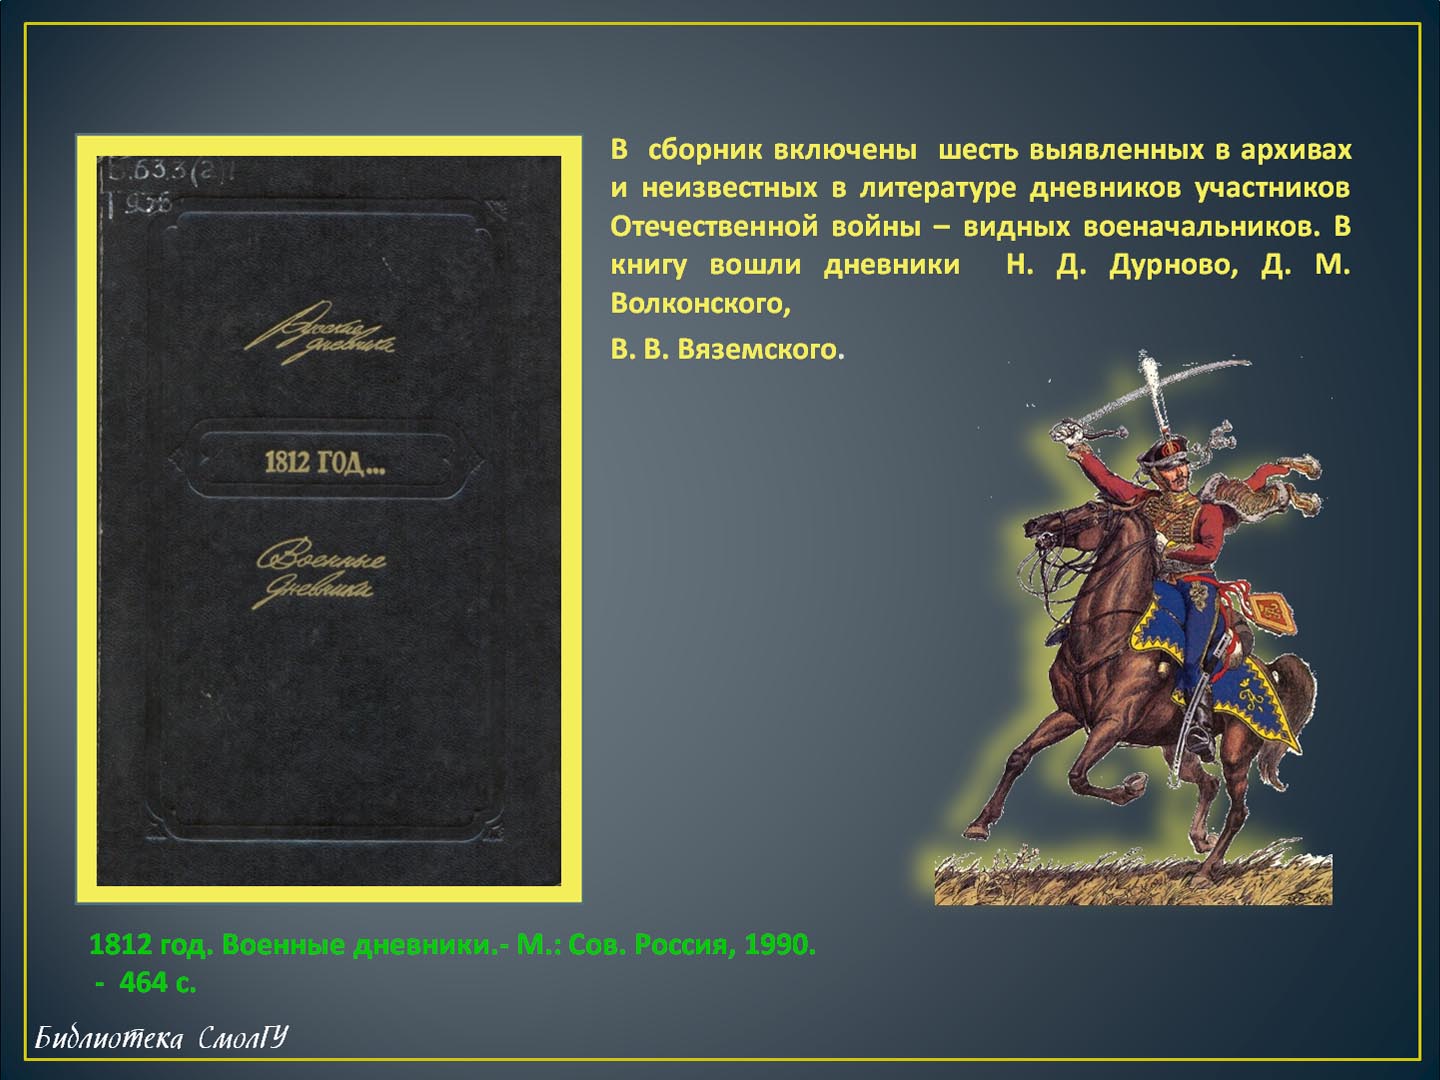 Б.63.3(2)1
Т 956
Русские
дневники
1812 ГОД...
Военные
дневники
В сборник включены шесть выявленных в архивах
и неизвестных в литературе дневников участников
Отечественной войны – видных военачальников. В
книгу вошли дневники Н. Д. Дурново, Д. М.
Волконского,
В. В. Вяземского.
1812 год. Военные дневники.- М.: Сов. Россия, 1990.
- 464 с.
Библиотека СмолГУ